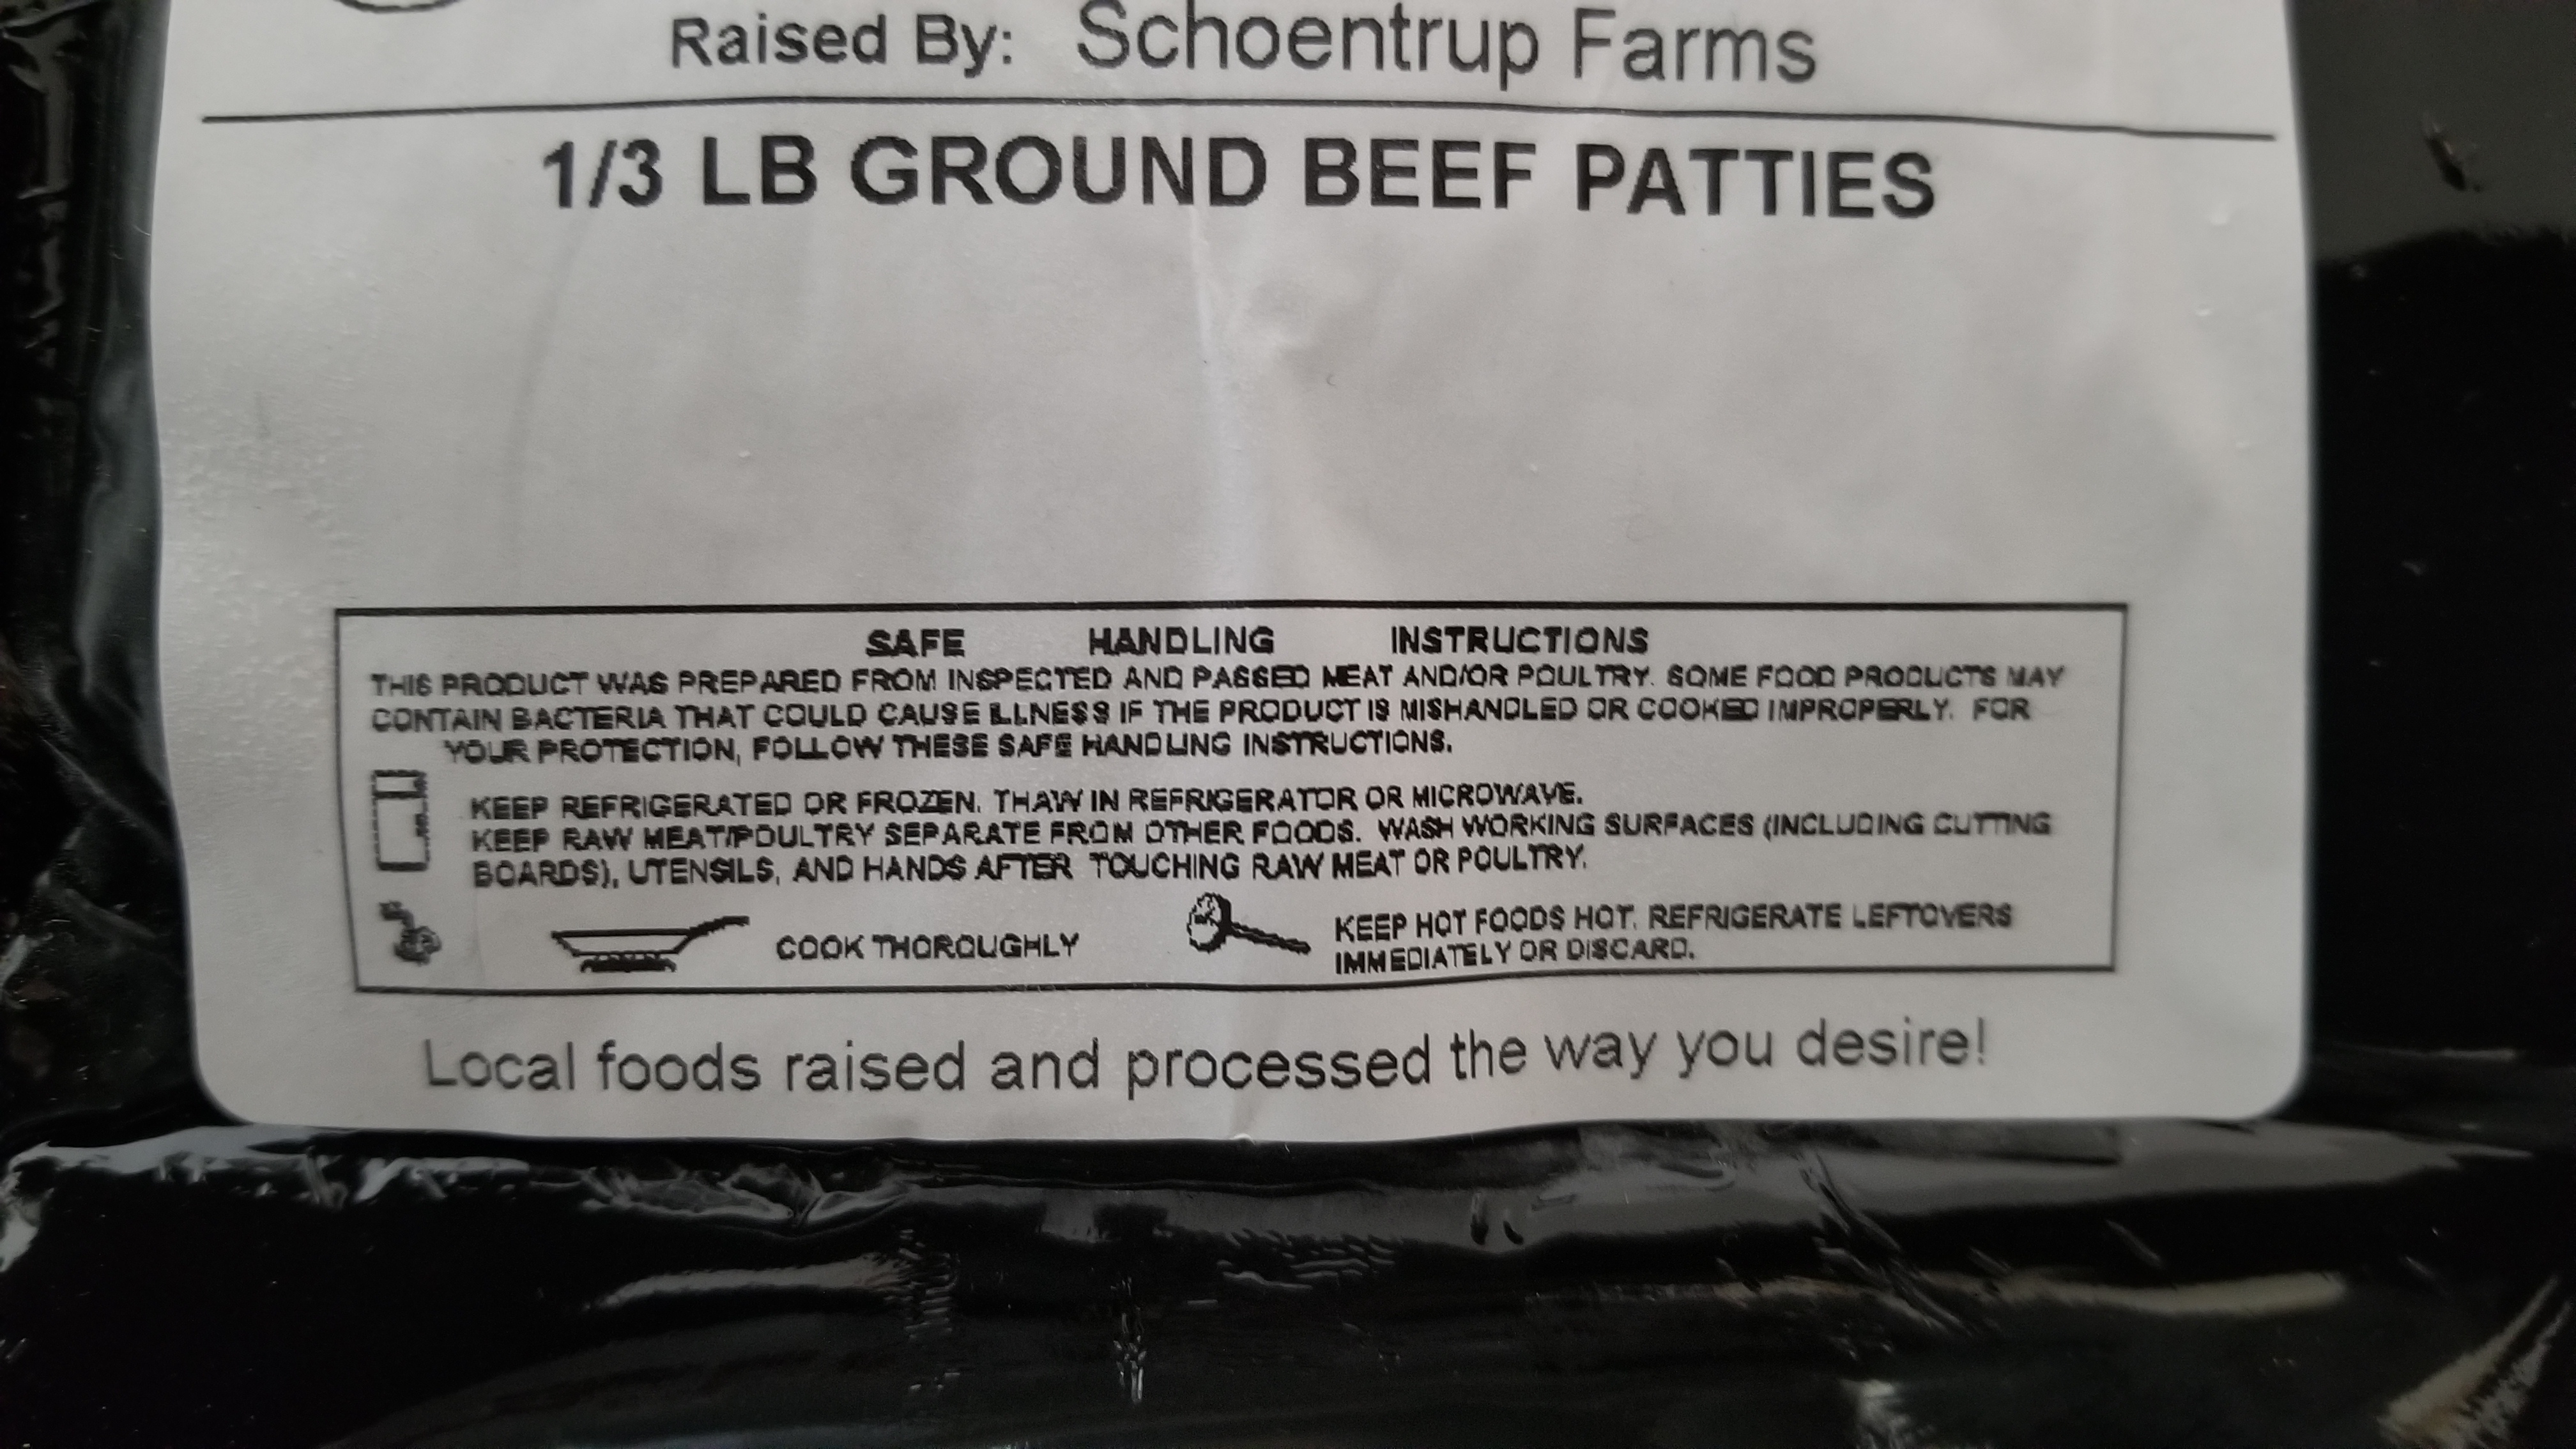 Raised By: Schoentrup Farms
1/3 LB GROUND BEEF PATTIES
SAFE HANDLING INSTRUCTIONS
THIS PRODUCT WAS PREPARED FROM INSPECTED AND PASSED MEAT AND/OR POULTRY. SOME FOOD PRODUCTS MAY
CONTAIN BACTERIA THAT COULD CAUSE ILLNESS IF THE PRODUCT IS MISHANDLED OR COOKED IMPROPERLY. FOR
YOUR PROTECTION, FOLLOW THESE SAFE HANDLING INSTRUCTIONS.
KEEP REFRIGERATED OR FROZEN. THAW IN REFRIGERATOR OR MICROWAVE.
KEEP RAW MEAT/POULTRY SEPARATE FROM OTHER FOODS. WASH WORKING SURFACES (INCLUDING CUTTING
BOARDS), UTENSILS, AND HANDS AFTER TOUCHING RAW MEAT OR POULTRY.
COOK THOROUGHLY
KEEP HOT FOODS HOT. REFRIGERATE LEFTOVERS
IMMEDIATELY OR DISCARD.
Local foods raised and processed the way you desire!